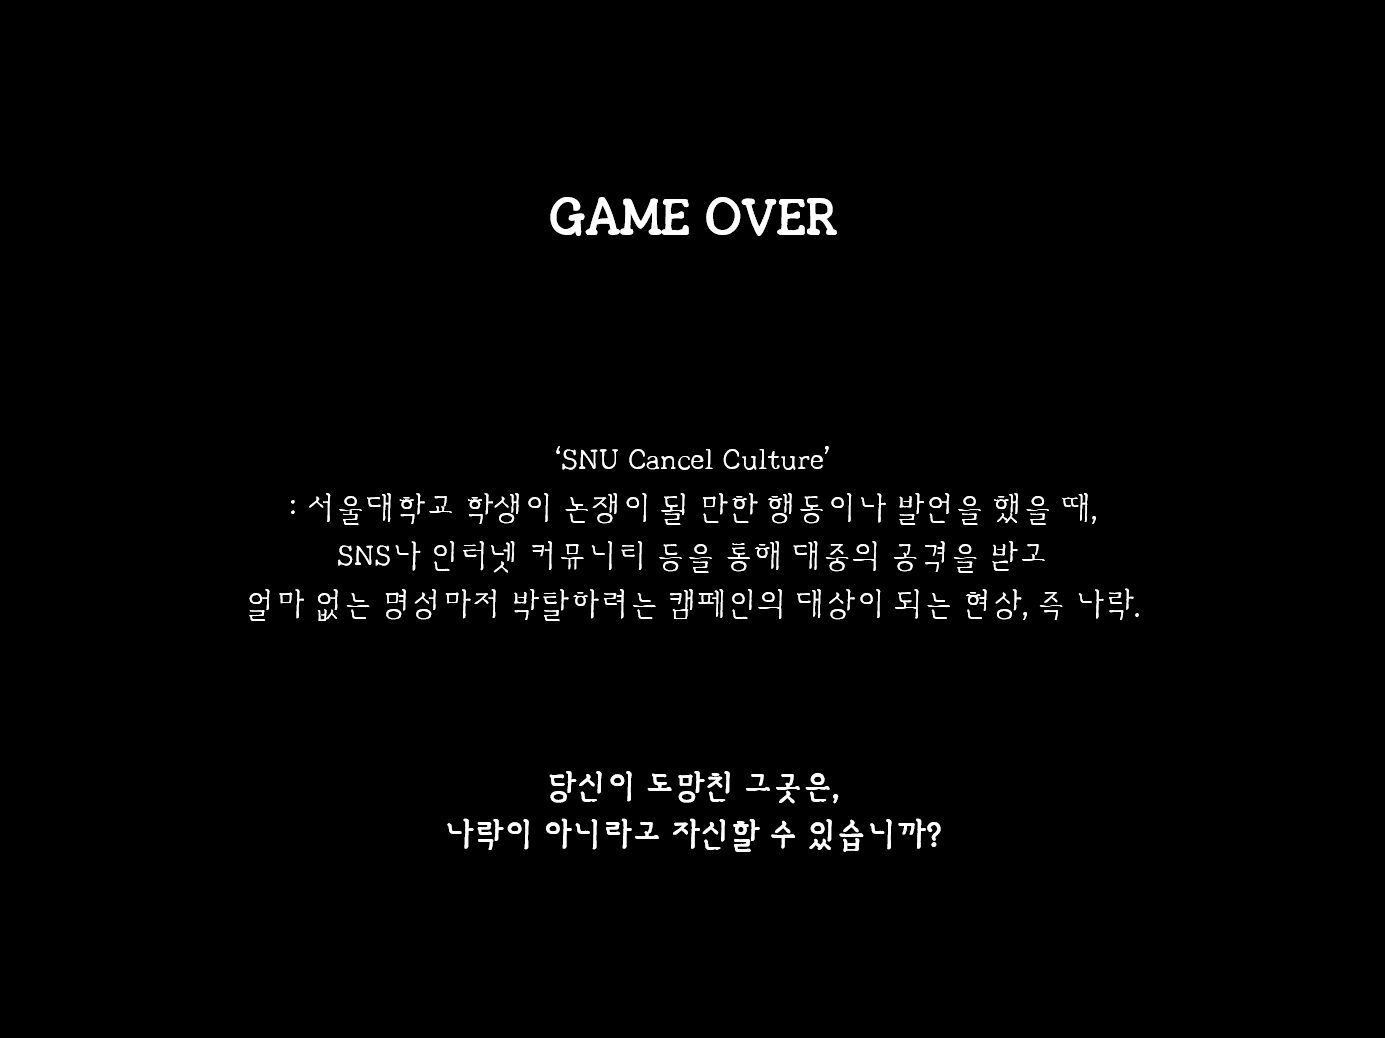 GAME OVER
‘SNU Cancel Culture’
: 서울대학교 학생이 논쟁이 될 만한 행동이나 발언을 했을 때,
SNS나 인터넷 커뮤니티 등을 통해 대중의 공격을 받고
얼마 없는 명성마저 박탈하려는 캠페인의 대상이 되는 현상, 즉 나락.
당신이 도망친 그곳은,
나락이 아니라고 자신할 수 있습니까?